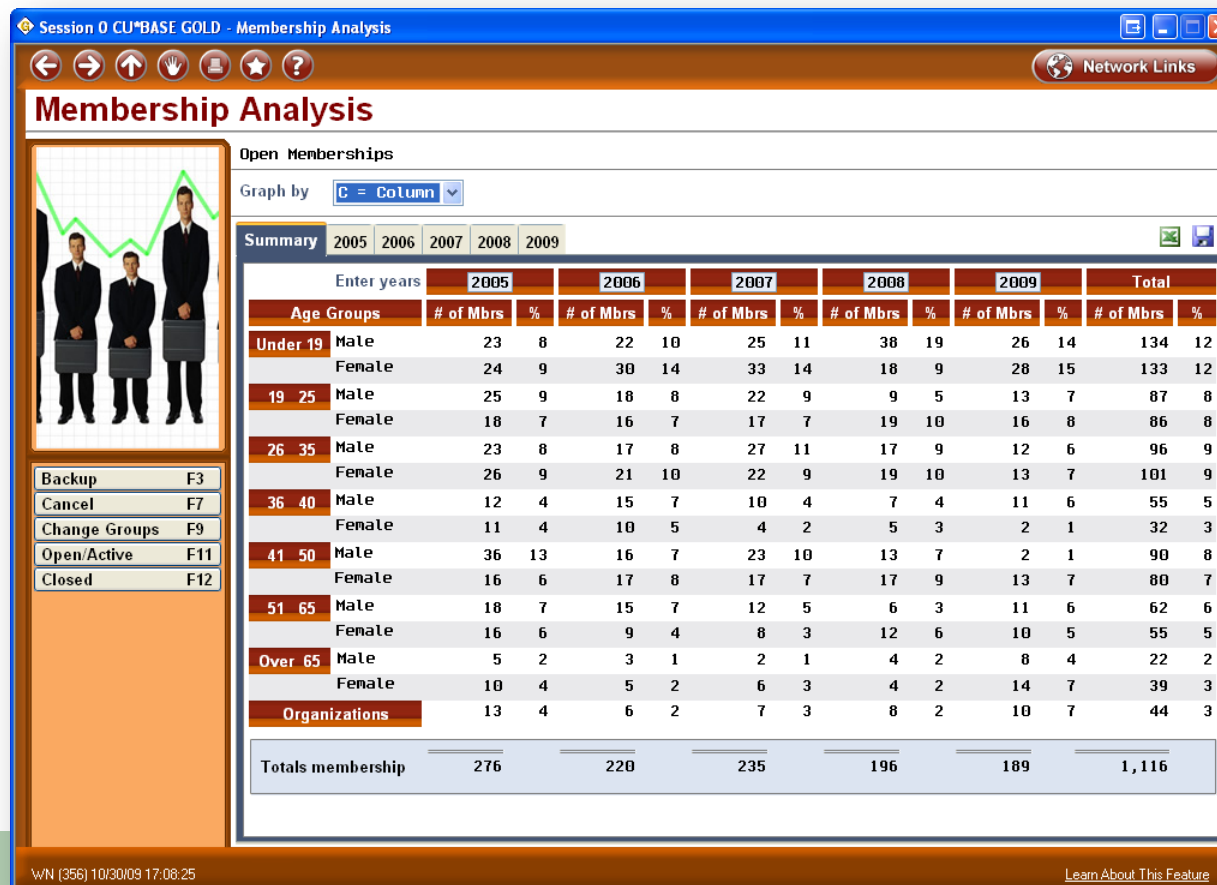 Session 0 CU*BASE GOLD - Membership Analysis
Network Links
Membership Analysis
Open Memberships
Graph by C = Column
Summary 2005 2006 2007 2008 2009
Enter years 2005 2006 2007 2008 2009 Total
Age Groups # of Mbrs % # of Mbrs % # of Mbrs % # of Mbrs % # of Mbrs % # of Mbrs %
Under 19 Male 23 8 22 10 25 11 38 19 26 14 134 12
Female 24 9 30 14 33 14 18 9 28 15 133 12
19 25 Male 25 9 18 8 22 9 9 5 13 7 87 8
Female 18 7 16 7 17 7 19 10 16 8 86 8
26 35 Male 23 8 17 8 27 11 17 9 12 6 96 9
Female 26 9 21 10 22 9 19 10 13 7 101 9
36 40 Male 12 4 15 7 10 4 7 4 11 6 55 5
Female 11 4 10 5 4 2 5 3 2 1 32 3
41 50 Male 36 13 16 7 23 10 13 7 2 1 90 8
Female 16 6 17 8 17 7 17 9 13 7 80 7
51 65 Male 18 7 15 7 12 5 6 3 11 6 62 6
Female 16 6 9 4 8 3 12 6 10 5 55 5
Over 65 Male 5 2 3 1 2 1 4 2 8 4 22 2
Female 10 4 5 2 6 3 4 2 14 7 39 3
Organizations 13 4 6 2 7 3 8 2 10 7 44 3
Totals membership 276 220 235 196 189 1,116
Backup F3
Cancel F7
Change Groups F9
Open/Active F11
Closed F12
WN (356) 10/30/09 17:08:25
Learn About This Feature